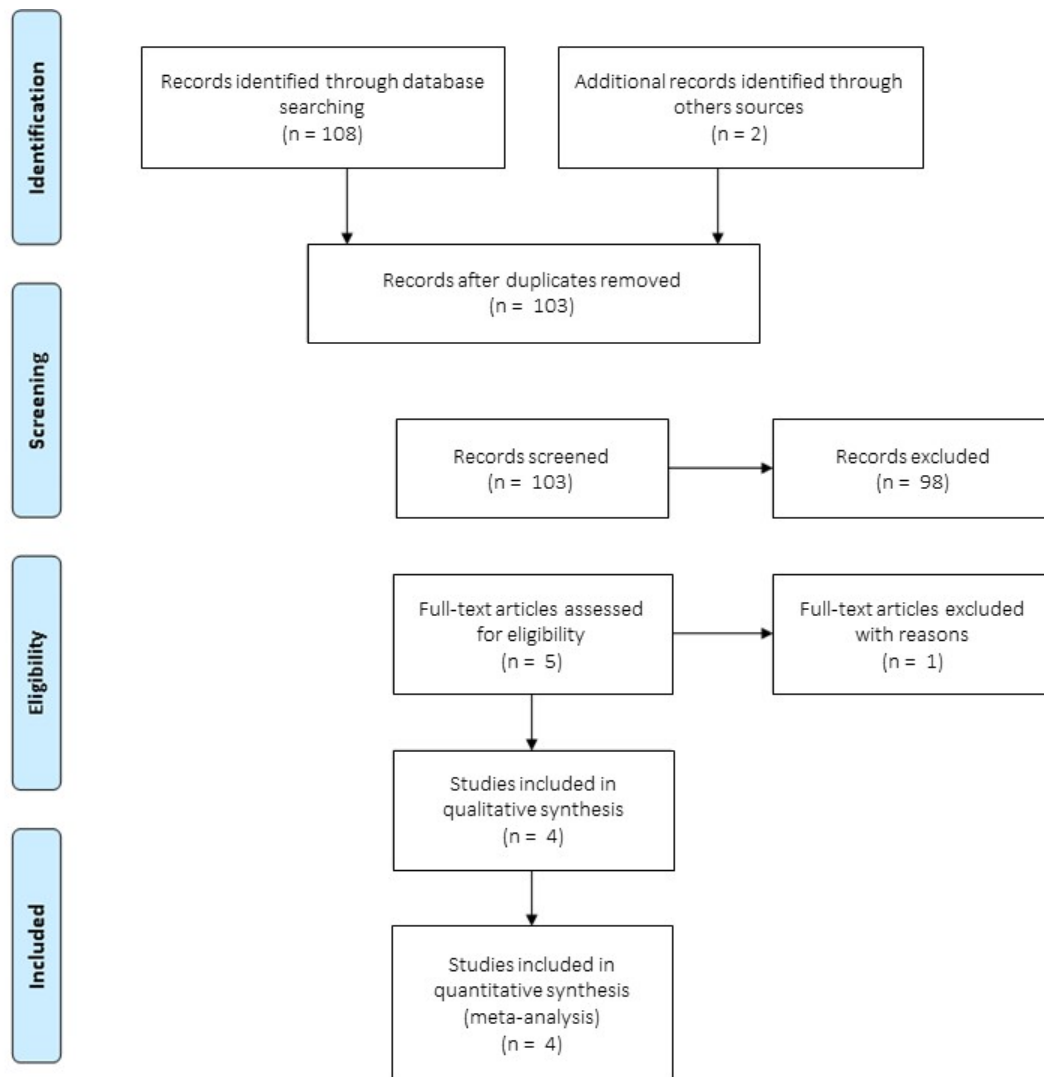 Identification
Records identified through database
searching
(n = 108)
Additional records identified through
others sources
(n = 2)
Records after duplicates removed
(n = 103)
Screening
Records screened
(n = 103)
Records excluded
(n = 98)
Eligibility
Full-text articles assessed
for eligibility
(n = 5)
Full-text articles excluded
with reasons
(n = 1)
Studies included in
qualitative synthesis
(n = 4)
Included
Studies included in
quantitative synthesis
(meta-analysis)
(n = 4)